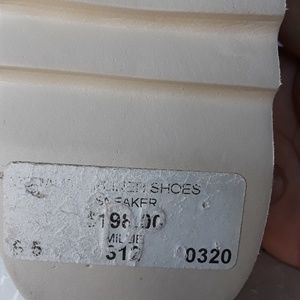 SHOES
SNEAKER
$198.00
MILLIE
6.5 512 0320